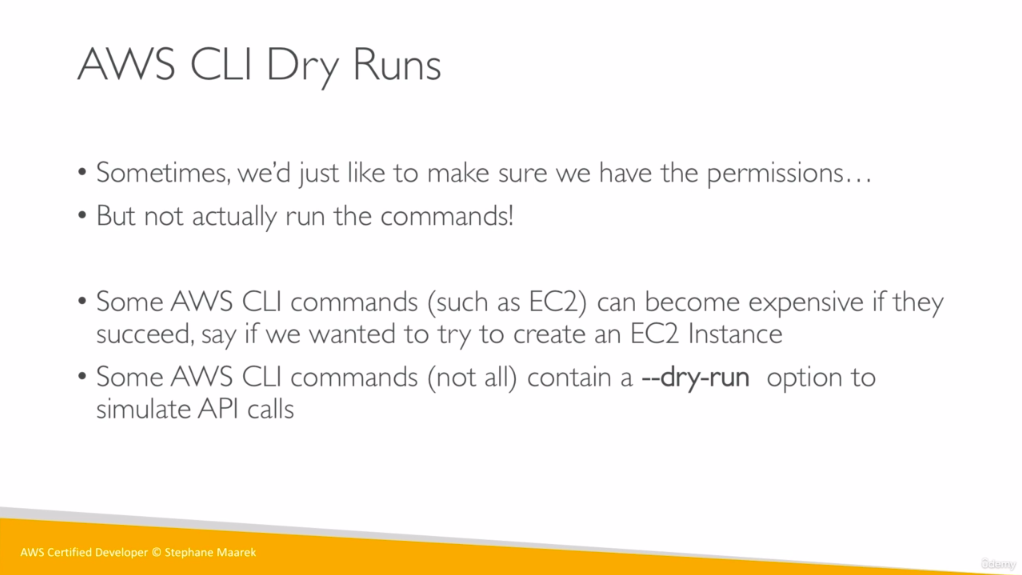 AWS CLI Dry Runs
• Sometimes, we’d just like to make sure we have the permissions…
• But not actually run the commands!
• Some AWS CLI commands (such as EC2) can become expensive if they
succeed, say if we wanted to try to create an EC2 Instance
• Some AWS CLI commands (not all) contain a --dry-run option to
simulate API calls
AWS Certified Developer © Stephane Maarek
ûdemy